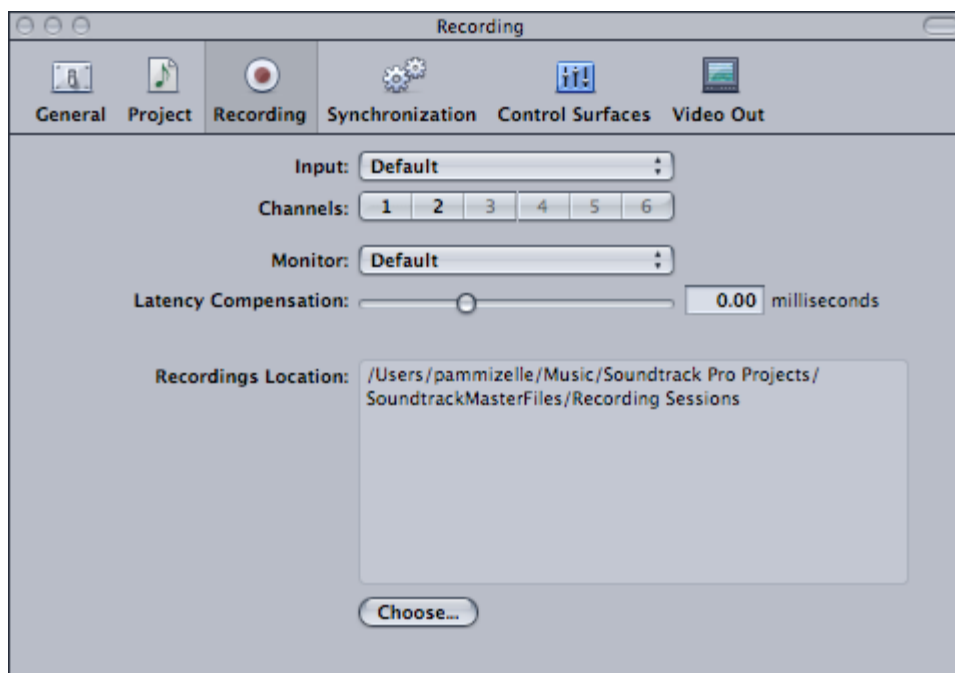 Recording
General Project Recording Synchronization Control Surfaces Video Out
Input: Default
Channels: 1 2 3 4 5 6
Monitor: Default
Latency Compensation: 0.00 milliseconds
Recordings Location: /Users/pammizelle/Music/Soundtrack Pro Projects/
SoundtrackMasterFiles/Recording Sessions
Choose...